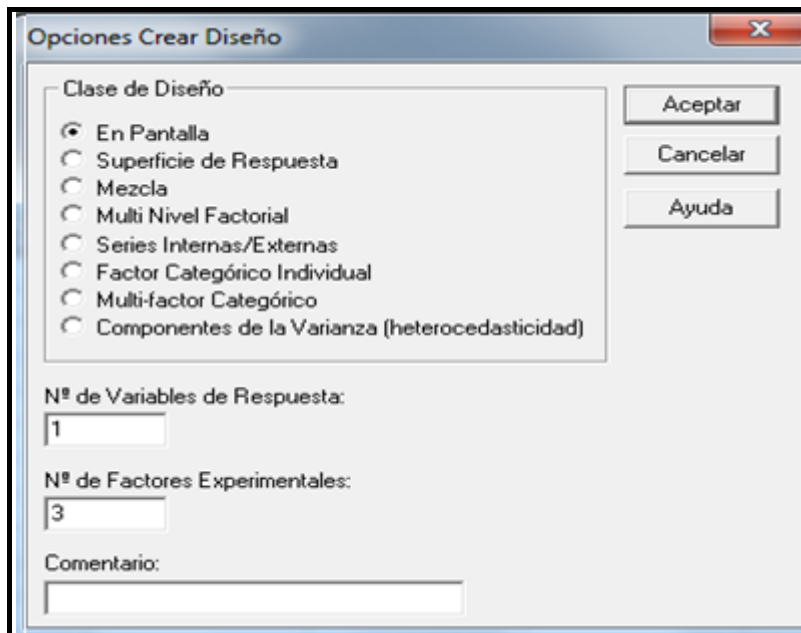 Opciones Crear Diseño
Clase de Diseño
En Pantalla
Superficie de Respuesta
Mezcla
Multi Nivel Factorial
Series Internas/Externas
Factor Categórico Individual
Multi-factor Categórico
Componentes de la Varianza (heterocedasticidad)
Aceptar
Cancelar
Ayuda
Nº de Variables de Respuesta:
1
Nº de Factores Experimentales:
3
Comentario: